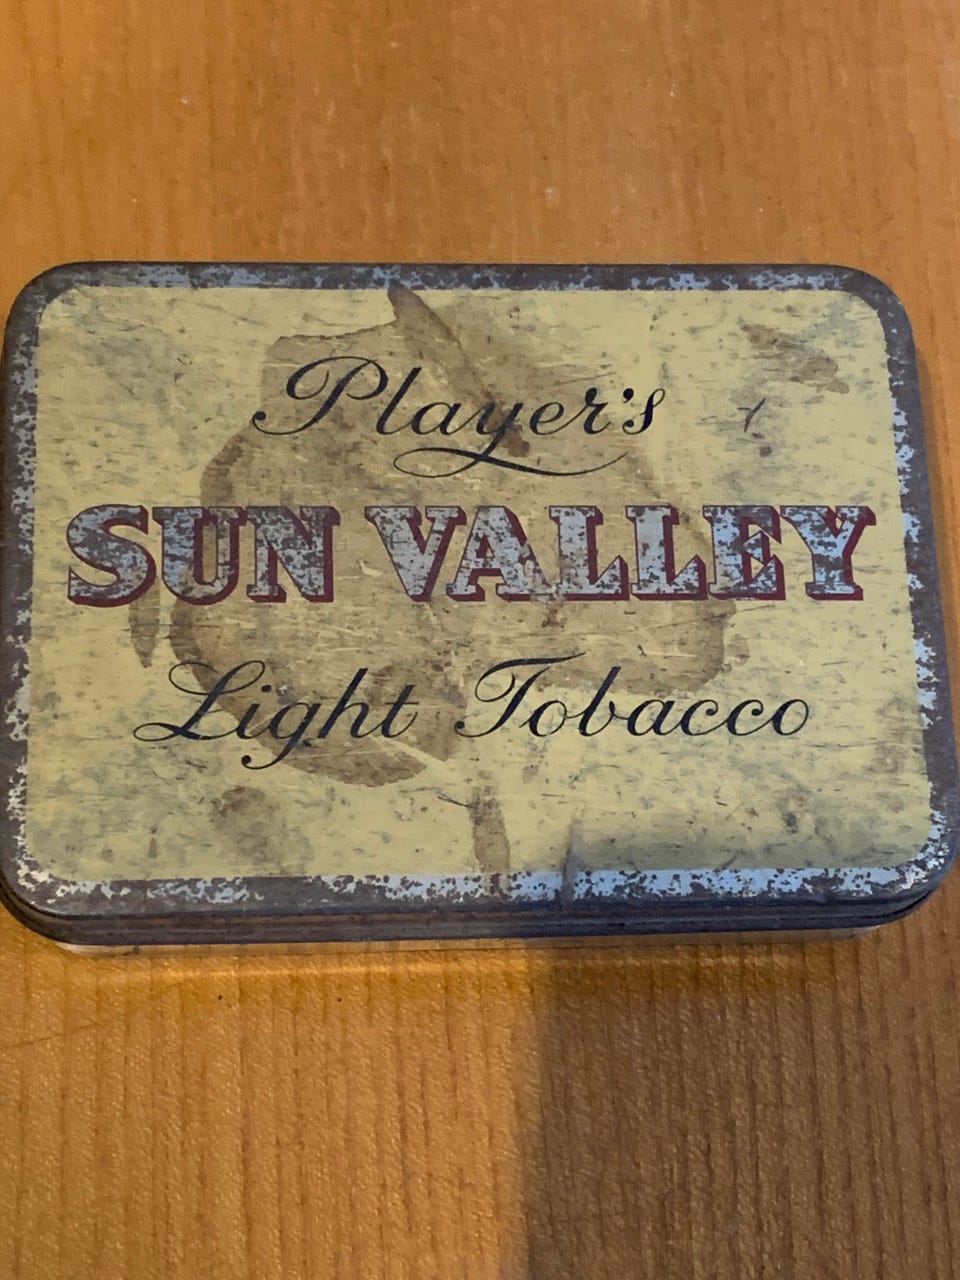 Player's
SUN VALLEY
Light Tobacco